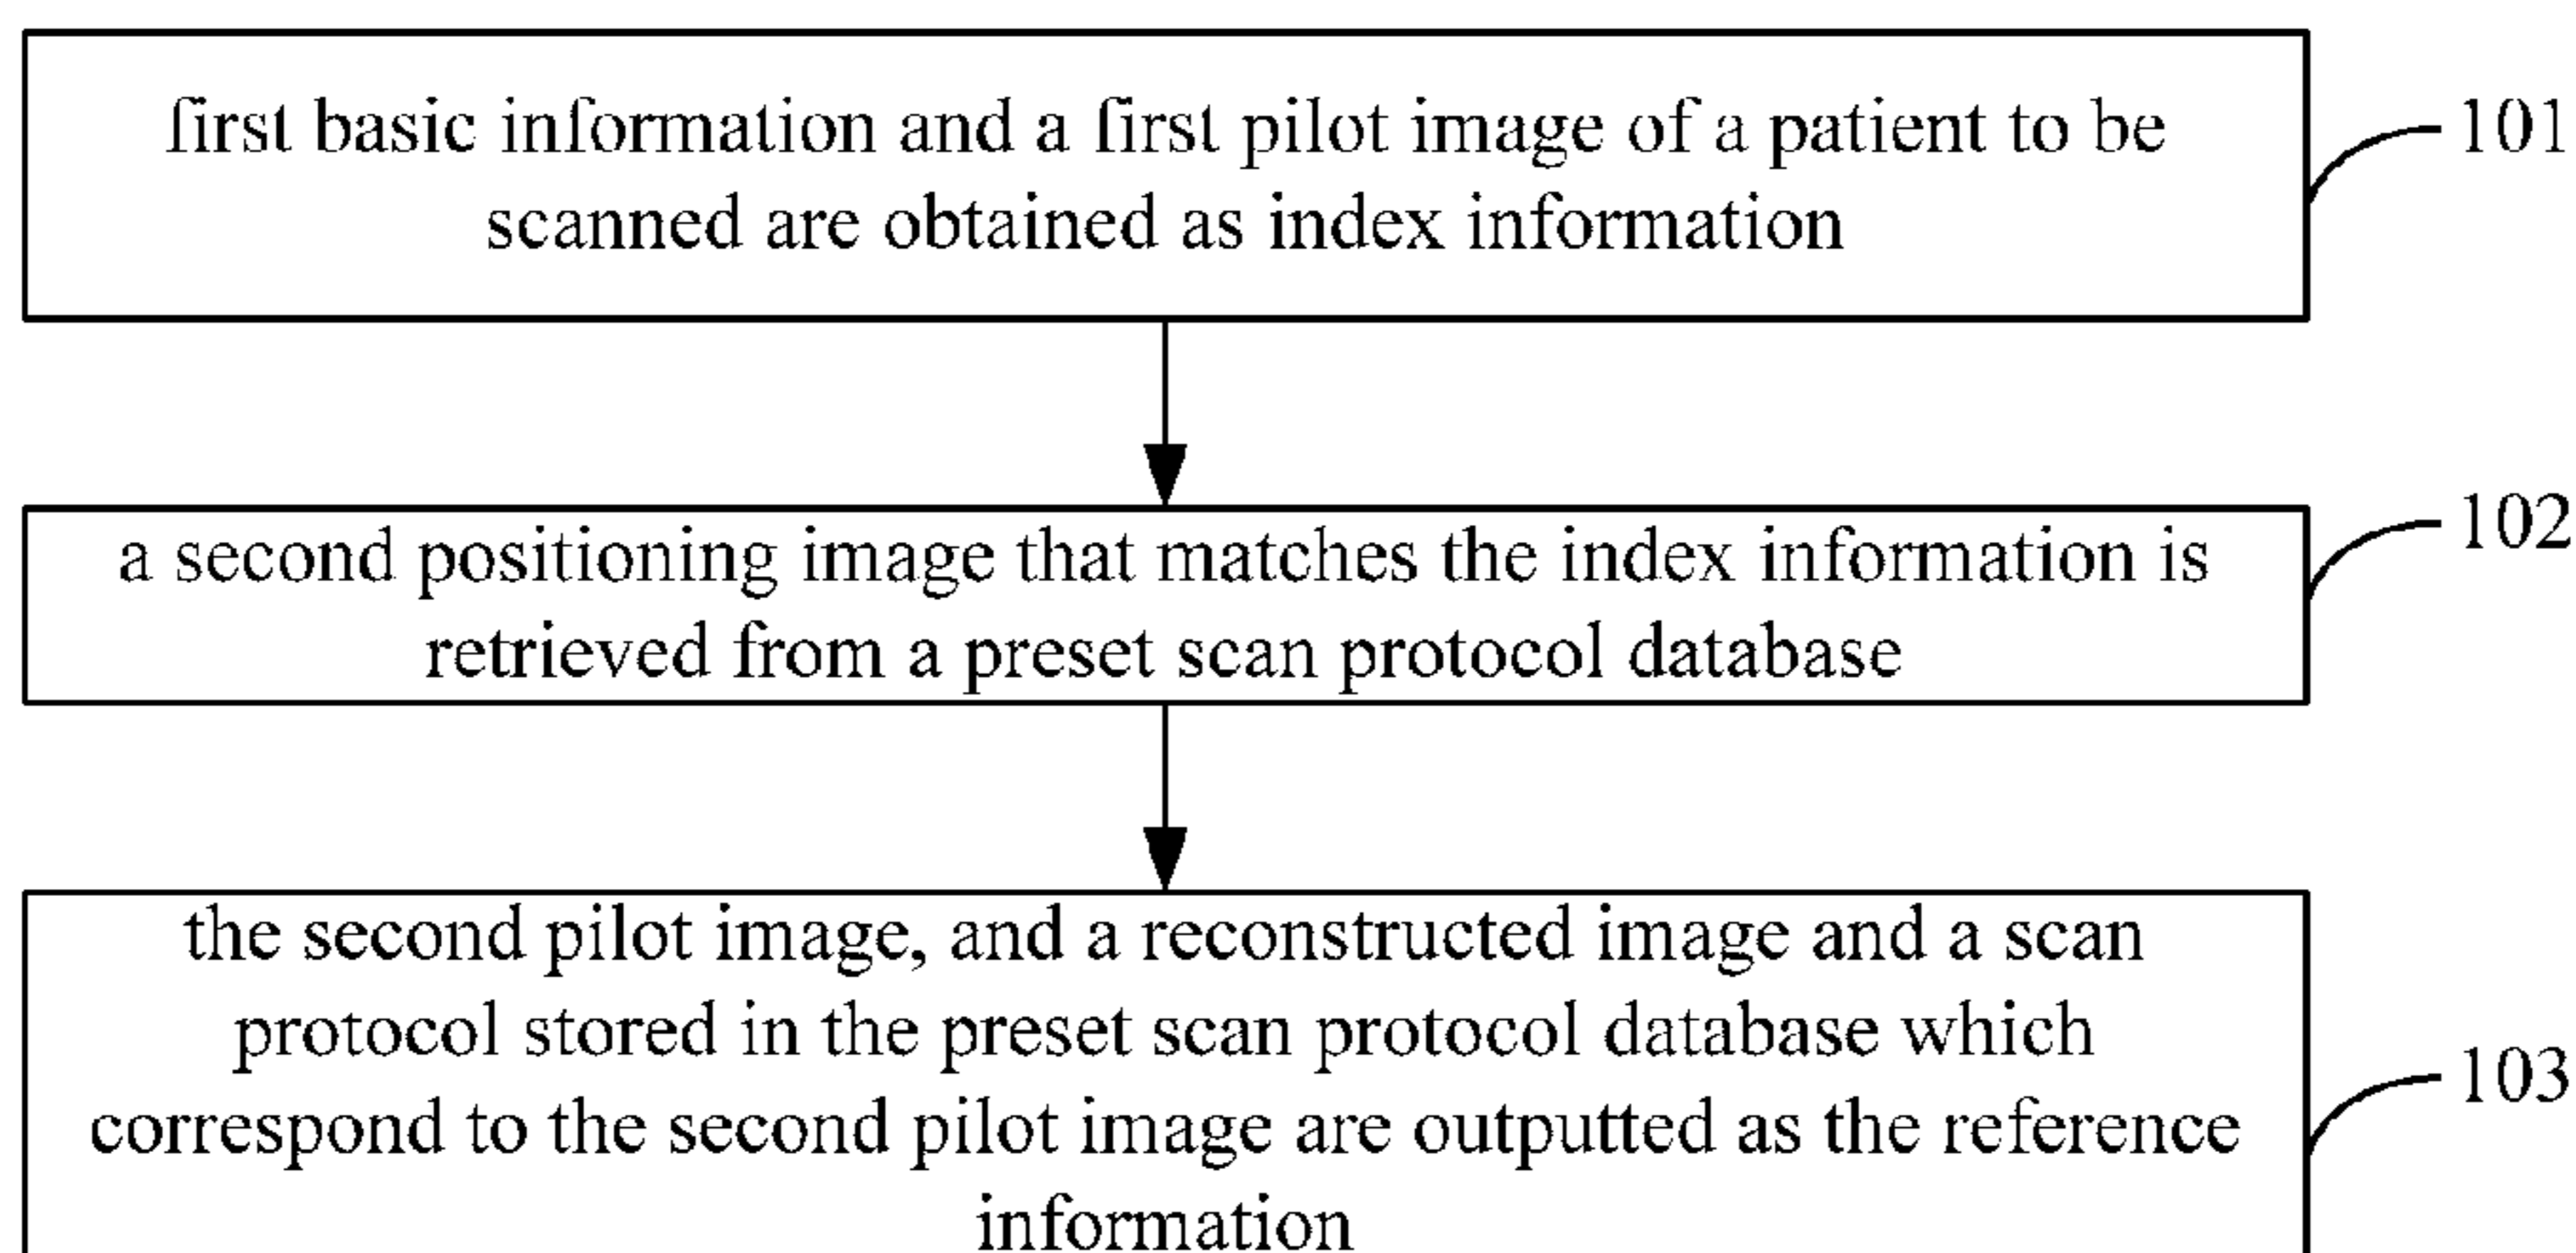 first basic information and a first pilot image of a patient to be
scanned are obtained as index information
101
a second positioning image that matches the index information is
retrieved from a preset scan protocol database
102
the second pilot image, and a reconstructed image and a scan
protocol stored in the preset scan protocol database which
correspond to the second pilot image are outputted as the reference
information
103